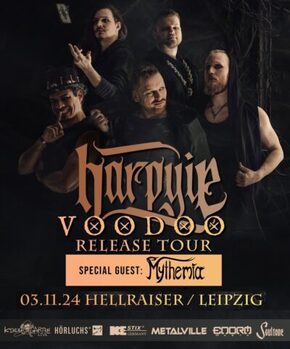 harpyie
VOODOO
RELEASE TOUR
SPECIAL GUEST: Mythemia
03.11.24 HELLRAISER / LEIPZIG
HÖRLUCHS METALVILLE